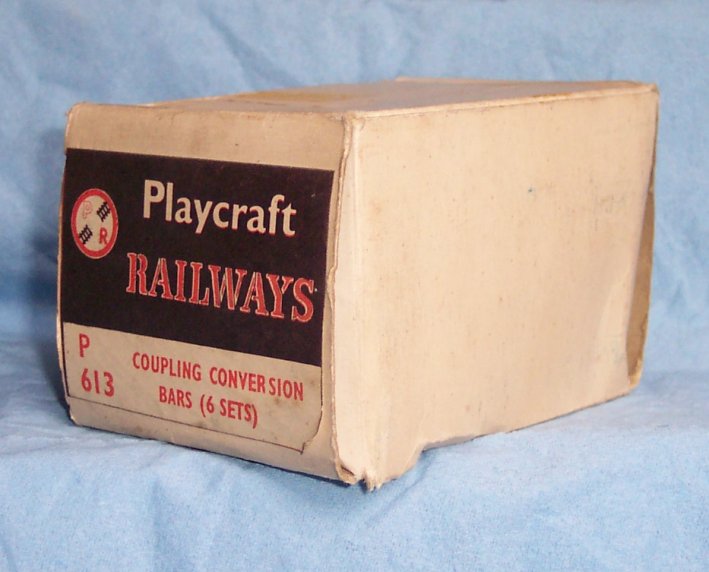 P
R
Playcraft
RAILWAYS
P
613
COUPLING CONVERSION
BARS (6 SETS)